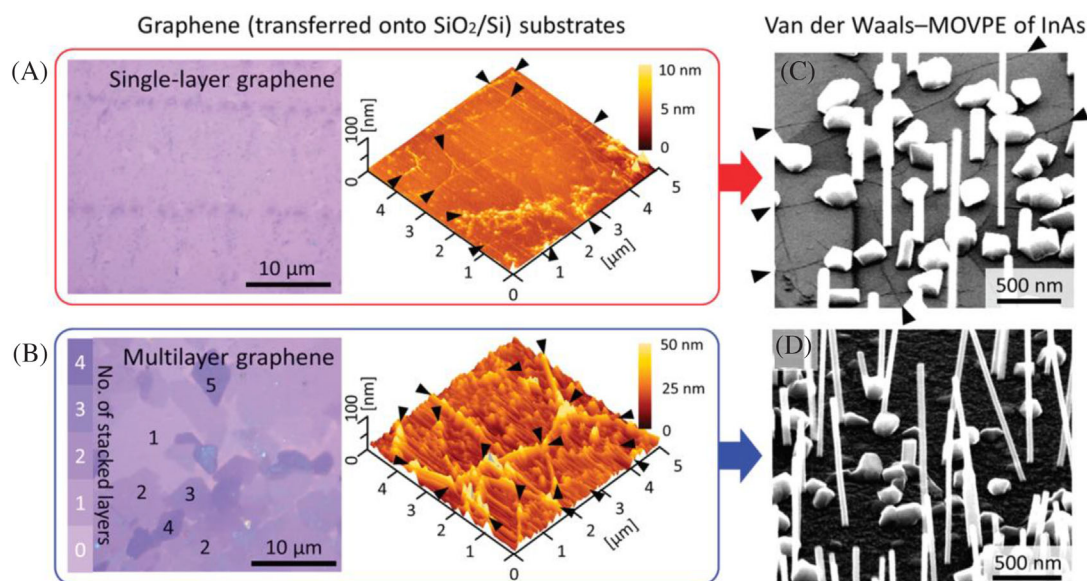 Graphene (transferred onto SiO₂/Si) substrates
Van der Waals–MOVPE of InAs
(A)
Single-layer graphene
10 μm
100
0
[nm]
10 nm
5 nm
0
4
3
2
1
0
1
2
3
4
5
[μm]
(C)
500 nm
(B)
4
3
2
1
0
No. of stacked layers
Multilayer graphene
5
1
2
3
4
2
10 μm
100
0
[nm]
50 nm
25 nm
0
4
3
2
1
0
1
2
3
4
5
[μm]
(D)
500 nm